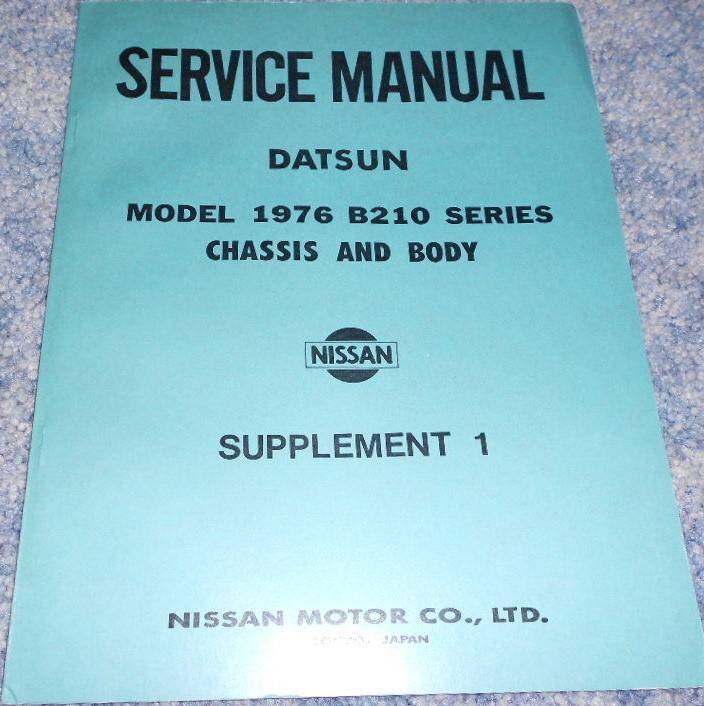 SERVICE MANUAL
DATSUN
MODEL 1976 B210 SERIES
CHASSIS AND BODY
NISSAN
SUPPLEMENT 1
NISSAN MOTOR CO., LTD.
JAPAN